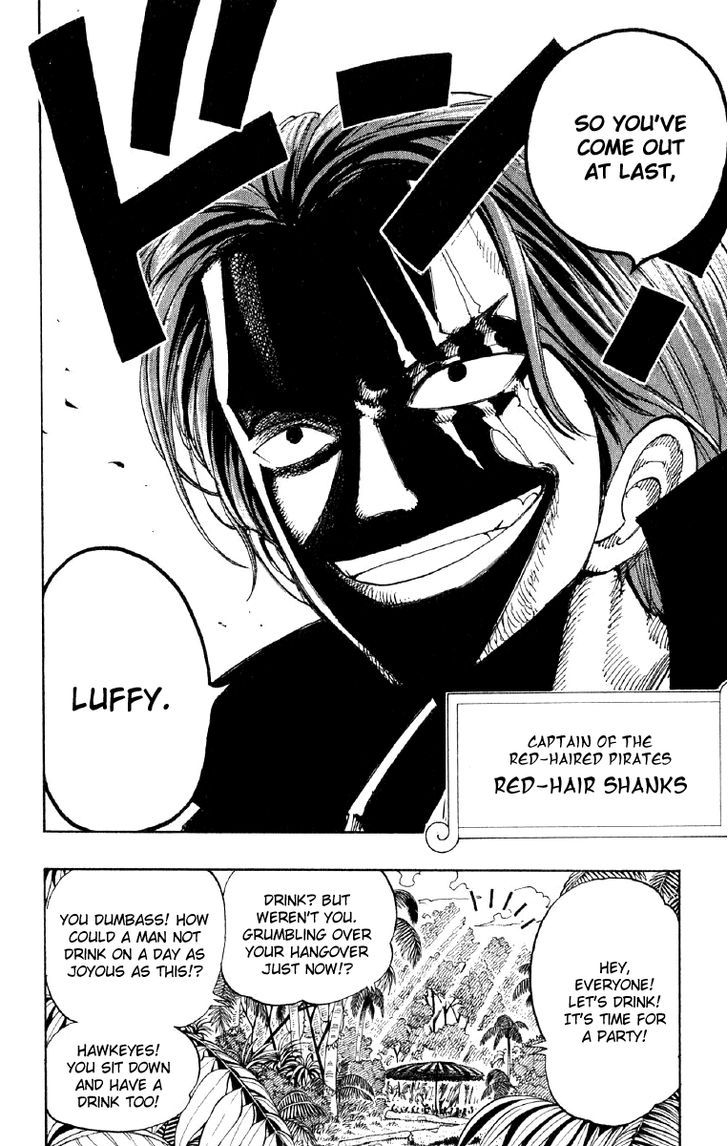 SO YOU'VE
COME OUT
AT LAST,
LUFFY.
CAPTAIN OF THE
RED-HAIRED PIRATES
RED-HAIR SHANKS
HEY,
EVERYONE!
LET'S DRINK!
IT'S TIME FOR
A PARTY!
DRINK? BUT
WEREN'T YOU.
GRUMBLING OVER
YOUR HANGOVER
JUST NOW!?
YOU DUMBASS! HOW
COULD A MAN NOT
DRINK ON A DAY AS
JOYOUS AS THIS!?
HAWKEYES!
YOU SIT DOWN
AND HAVE A
DRINK TOO!